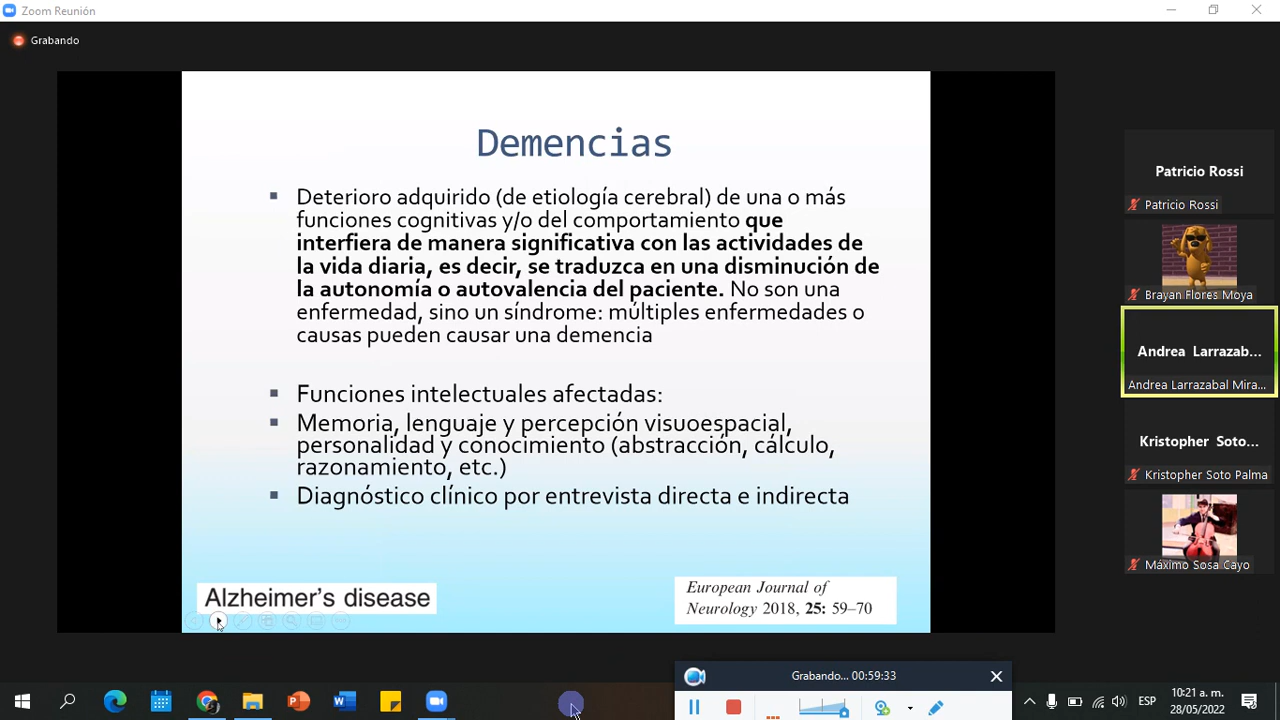 Zoom Reunión
Grabando
Demencias
Deterioro adquirido (de etiología cerebral) de una o más
funciones cognitivas y/o del comportamiento que
interfiera de manera significativa con las actividades de
la vida diaria, es decir, se traduzca en una disminución de
la autonomía o autovalencia del paciente. No son una
enfermedad, sino un síndrome: múltiples enfermedades o
causas pueden causar una demencia
Funciones intelectuales afectadas:
Memoria, lenguaje y percepción visuoespacial,
personalidad y conocimiento (abstracción, cálculo,
razonamiento, etc.)
Diagnóstico clínico por entrevista directa e indirecta
Alzheimer's disease
European Journal of
Neurology 2018, 25: 59–70
Patricio Rossi
Patricio Rossi
Brayan Flores Moya
Andrea Larrazab...
Andrea Larrazabal Mira...
Kristopher Soto...
Kristopher Soto Palma
Máximo Sosa Cayo
Grabando... 00:59:33
ESP
10:21 a. m.
28/05/2022